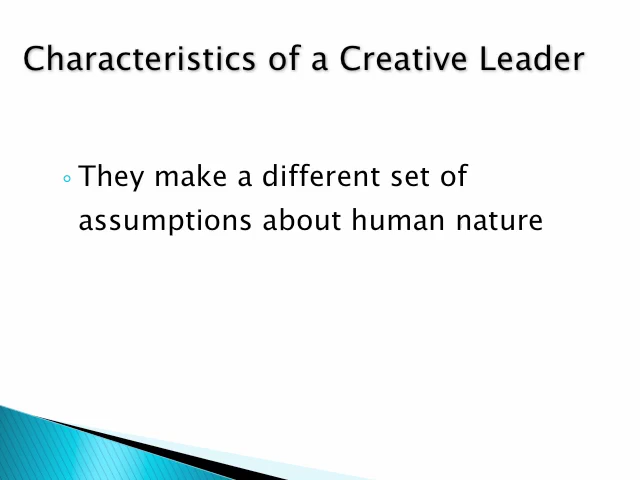 Characteristics of a Creative Leader
◦ They make a different set of
assumptions about human nature